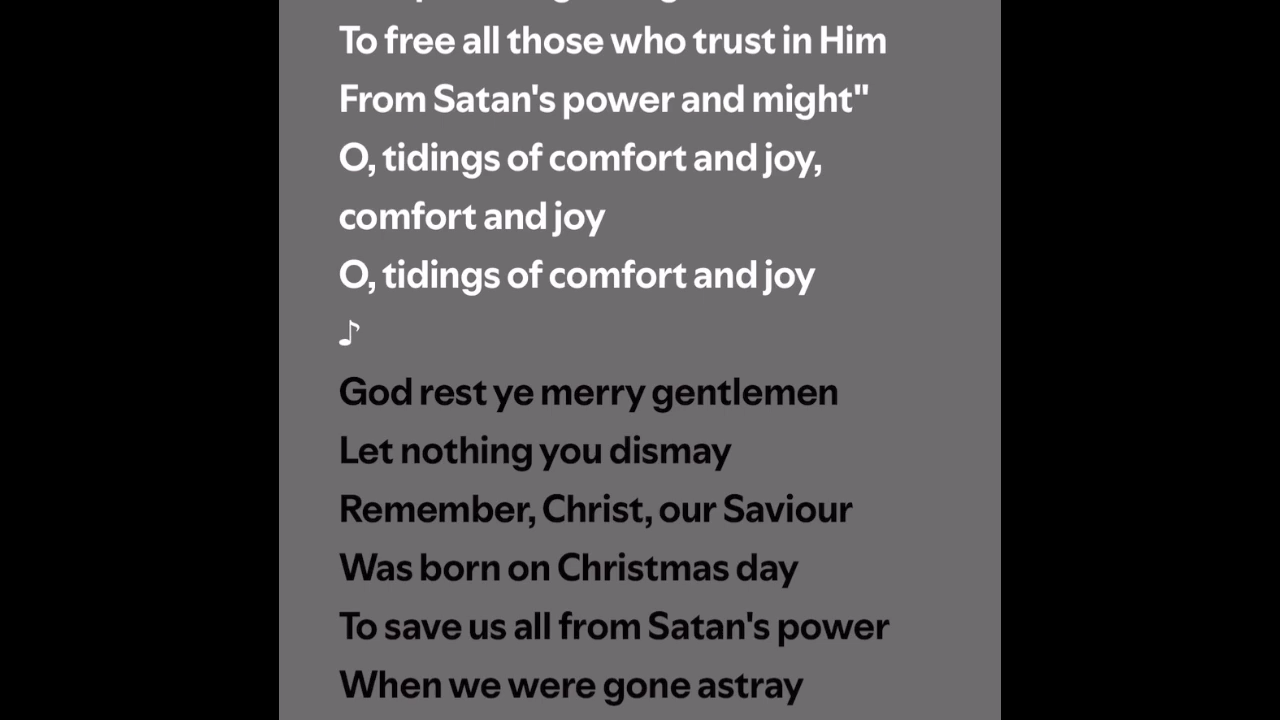 To free all those who trust in Him
From Satan's power and might"
O, tidings of comfort and joy,
comfort and joy
O, tidings of comfort and joy
♪
God rest ye merry gentlemen
Let nothing you dismay
Remember, Christ, our Saviour
Was born on Christmas day
To save us all from Satan's power
When we were gone astray